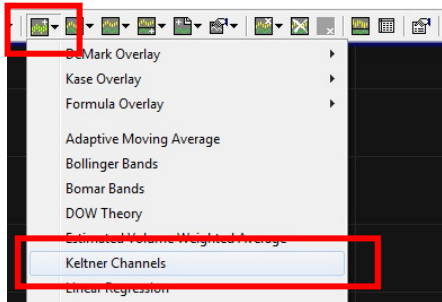 DeMark Overlay
Kase Overlay
Formula Overlay
Adaptive Moving Average
Bollinger Bands
Bomar Bands
DOW Theory
Estimated Volume Weighted Average
Keltner Channels
Linear Regression